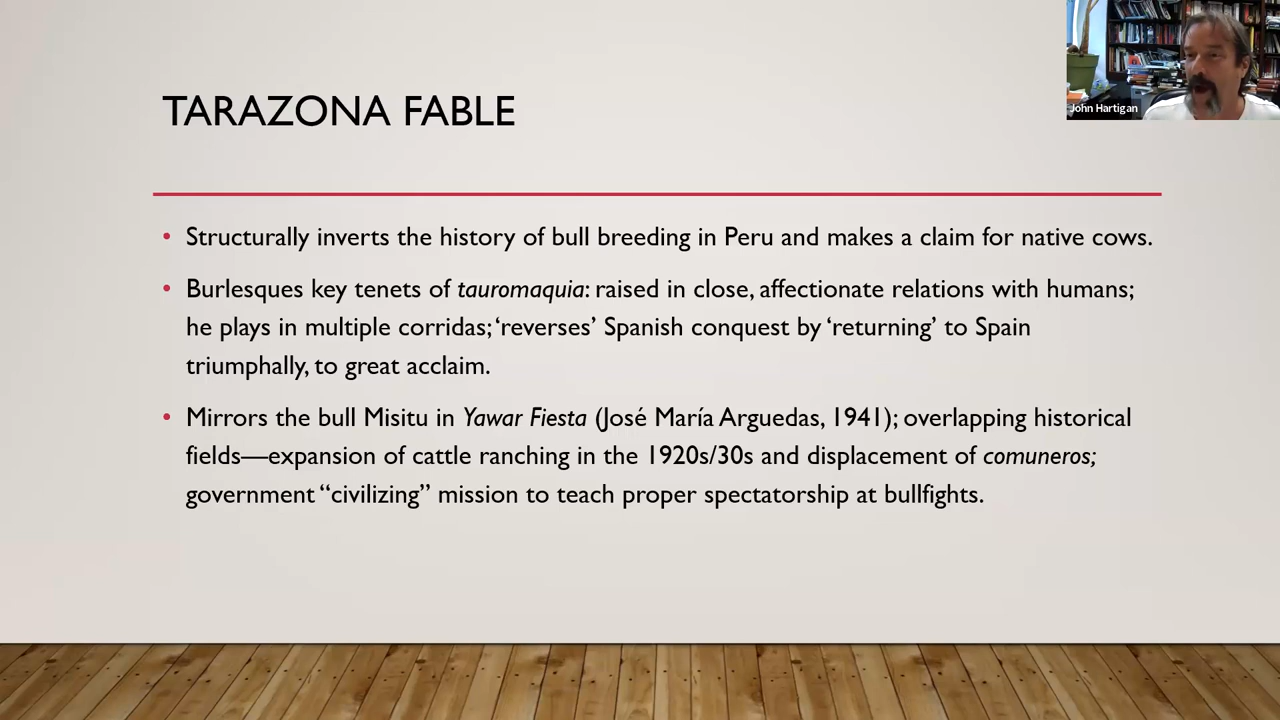 TARAZONA FABLE
John Hartigan
• Structurally inverts the history of bull breeding in Peru and makes a claim for native cows.
• Burlesques key tenets of tauromaquia: raised in close, affectionate relations with humans;
he plays in multiple corridas; ‘reverses’ Spanish conquest by ‘returning’ to Spain
triumphally, to great acclaim.
• Mirrors the bull Misitu in Yawar Fiesta (José María Arguedas, 1941); overlapping historical
fields—expansion of cattle ranching in the 1920s/30s and displacement of comuneros;
government “civilizing” mission to teach proper spectatorship at bullfights.